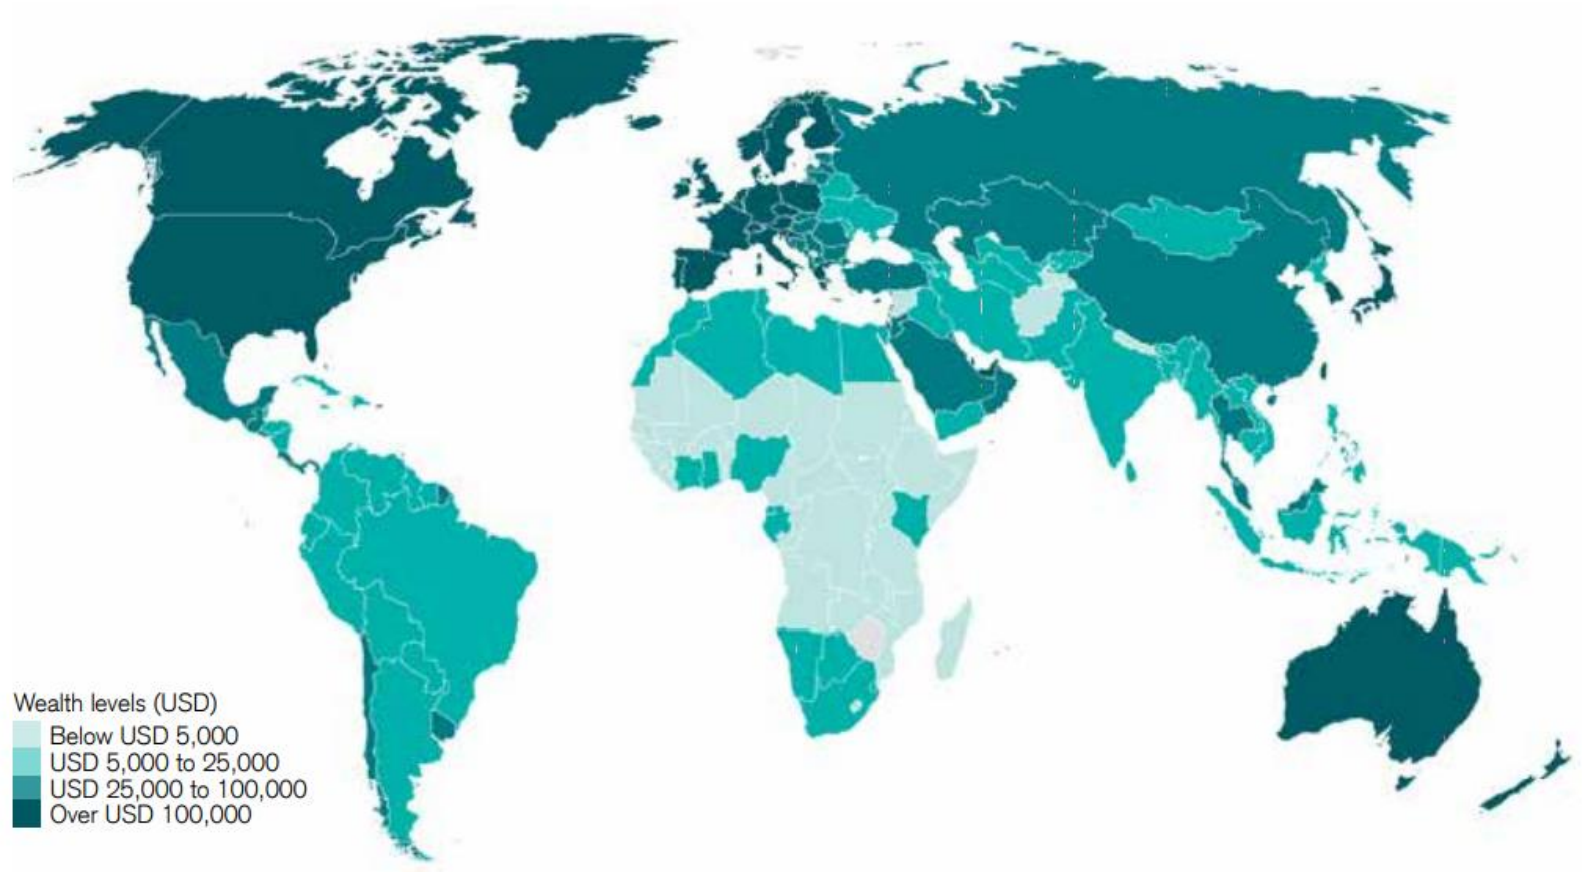 Wealth levels (USD)
Below USD 5,000
USD 5,000 to 25,000
USD 25,000 to 100,000
Over USD 100,000